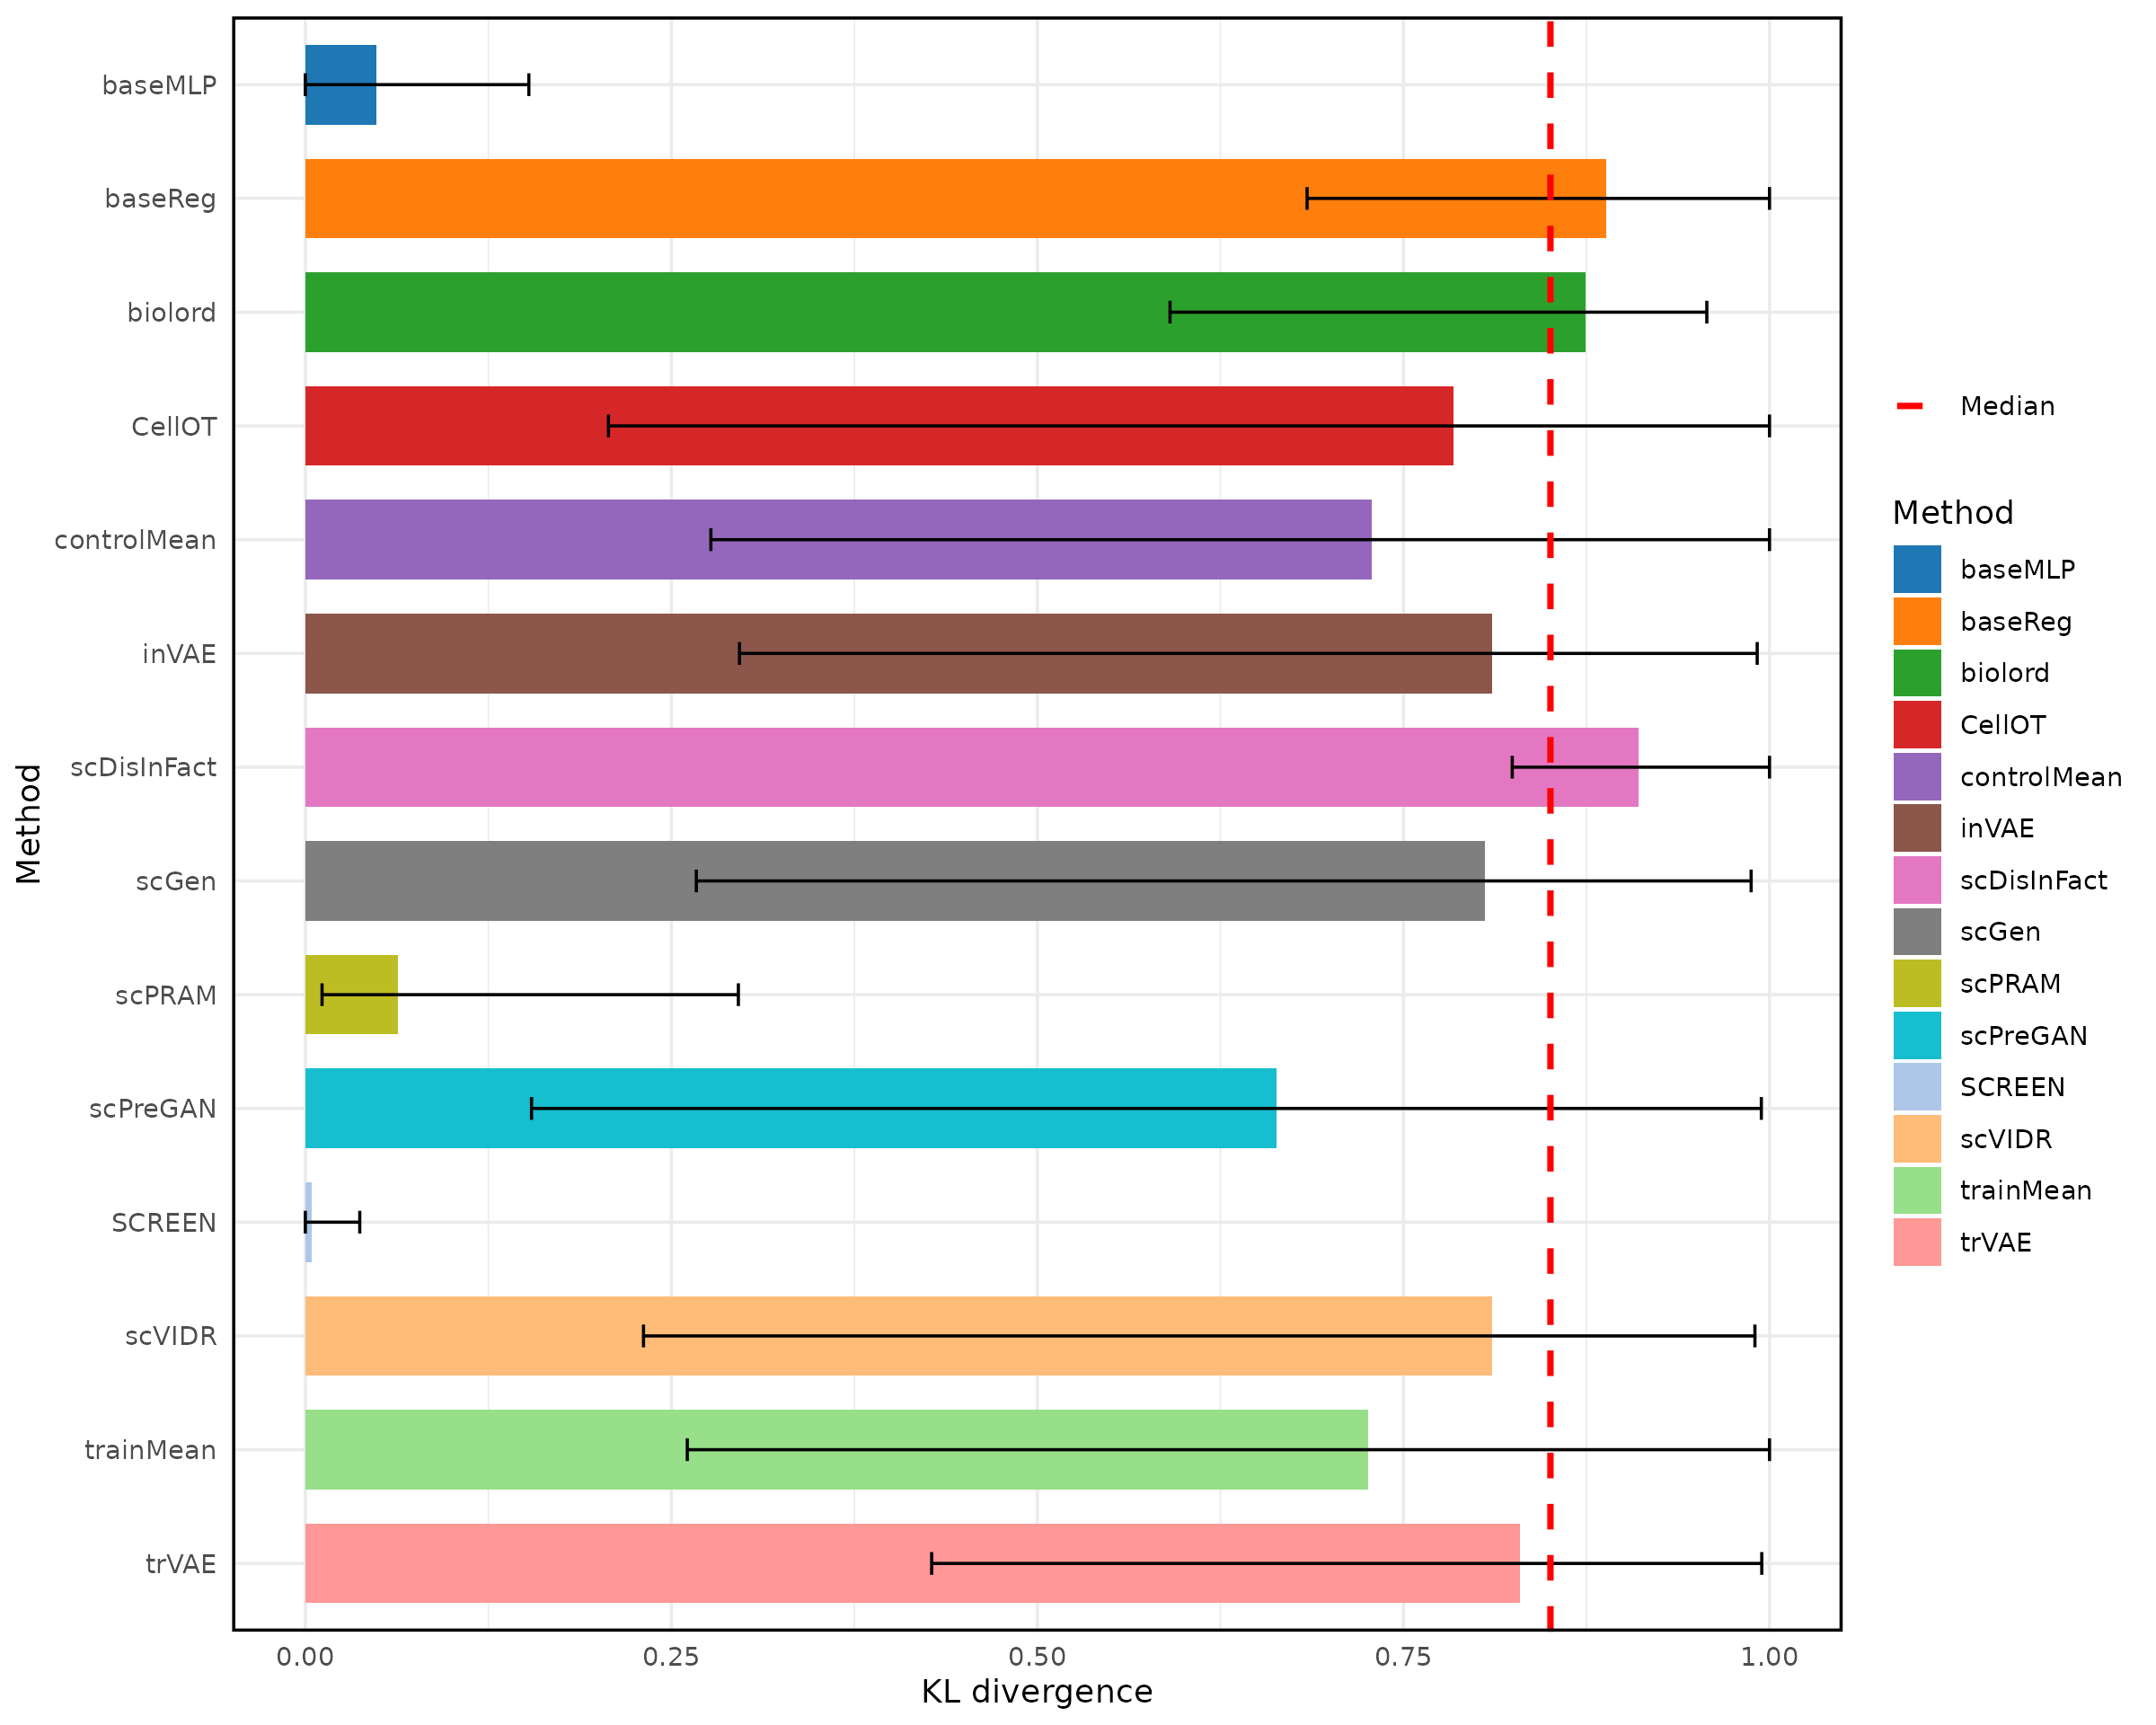 Method
baseMLP
baseReg
biolord
CellOT
controlMean
inVAE
scDisInFact
scGen
scPRAM
scPreGAN
SCREEN
scVIDR
trainMean
trVAE
0.00 0.25 0.50 0.75 1.00
KL divergence
Median
Method
baseMLP
baseReg
biolord
CellOT
controlMean
inVAE
scDisInFact
scGen
scPRAM
scPreGAN
SCREEN
scVIDR
trainMean
trVAE